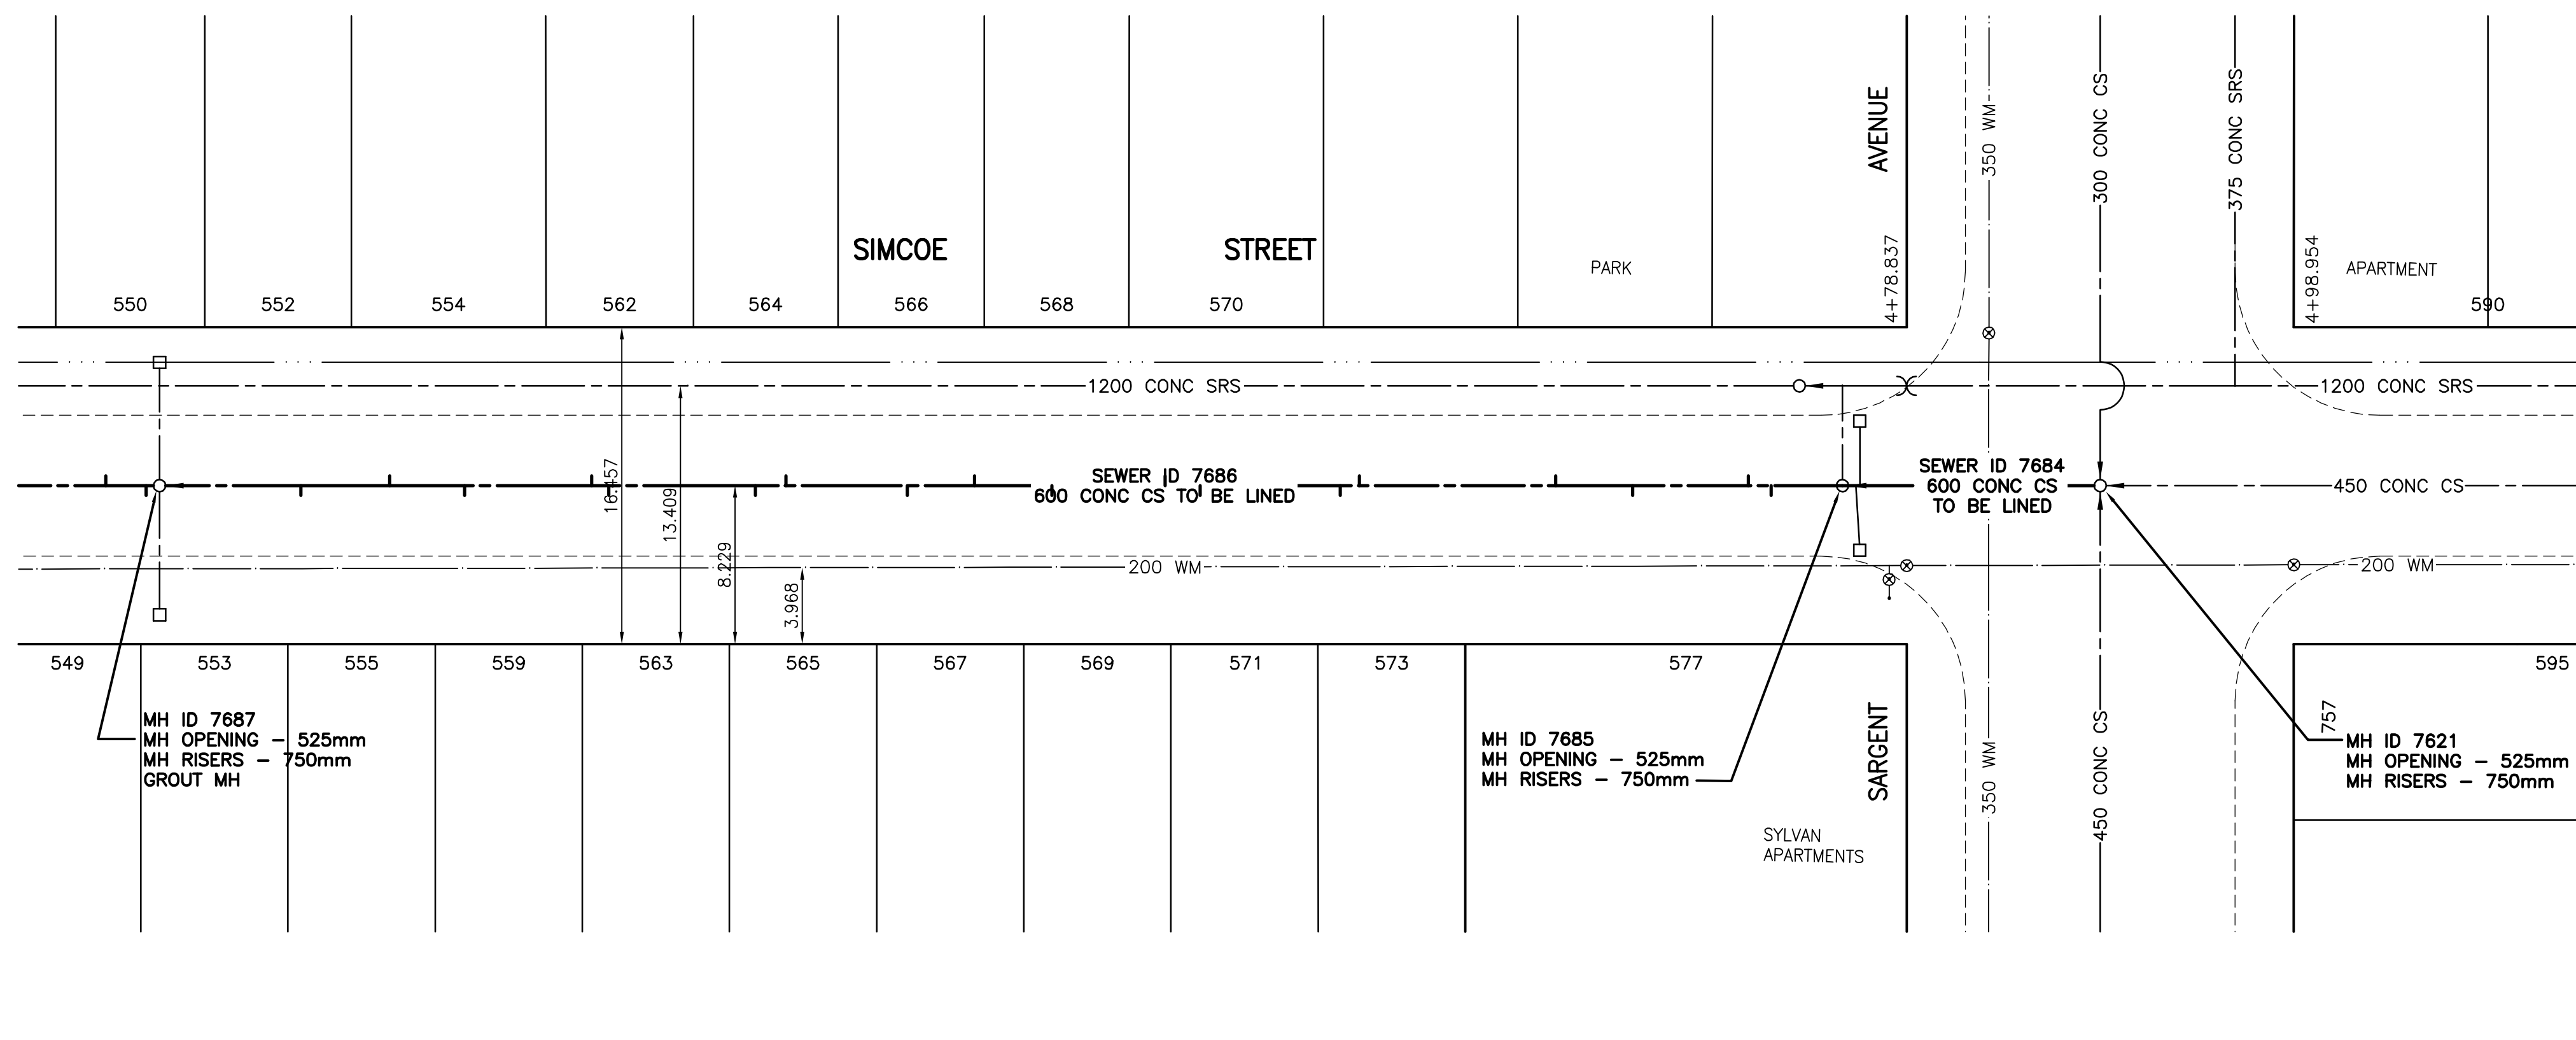 AVENUE
350 WM
300 CONC CS
375 CONC SRS
SIMCOE STREET
PARK
4+78.837
4+98.954
APARTMENT
550 552 554 562 564 566 568 570 590
1200 CONC SRS
1200 CONC SRS
16.457
13.409
8.229
3.968
SEWER ID 7686
600 CONC CS TO BE LINED
SEWER ID 7684
600 CONC CS
TO BE LINED
450 CONC CS
200 WM
200 WM
549 553 555 559 563 565 567 569 571 573 577 595
MH ID 7687
MH OPENING - 525mm
MH RISERS - 750mm
GROUT MH
MH ID 7685
MH OPENING - 525mm
MH RISERS - 750mm
SARGENT
350 WM
450 CONC CS
757
MH ID 7621
MH OPENING - 525mm
MH RISERS - 750mm
SYLVAN
APARTMENTS